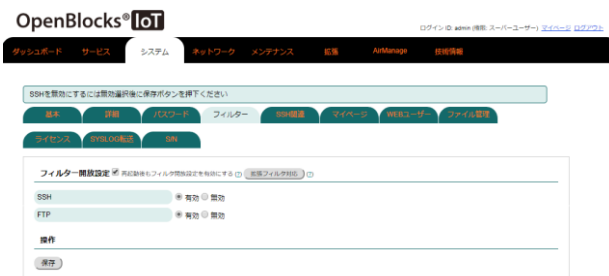 OpenBlocks® IoT
ログイン ID: admin (権限: スーパーユーザー) マイページ ログアウト
ダッシュボード サービス システム ネットワーク メンテナンス 拡張 AirManage 技術情報
SSHを無効にするには無効選択後に保存ボタンを押下ください
基本 詳細 パスワード フィルター SSH関連 マイページ WEBユーザー ファイル管理
ライセンス SYSLOG転送 SIN
フィルター開放設定 再起動後もフィルタ開放設定を有効にする 拡張フィルタ対応
SSH 有効 無効
FTP 有効 無効
操作
保存